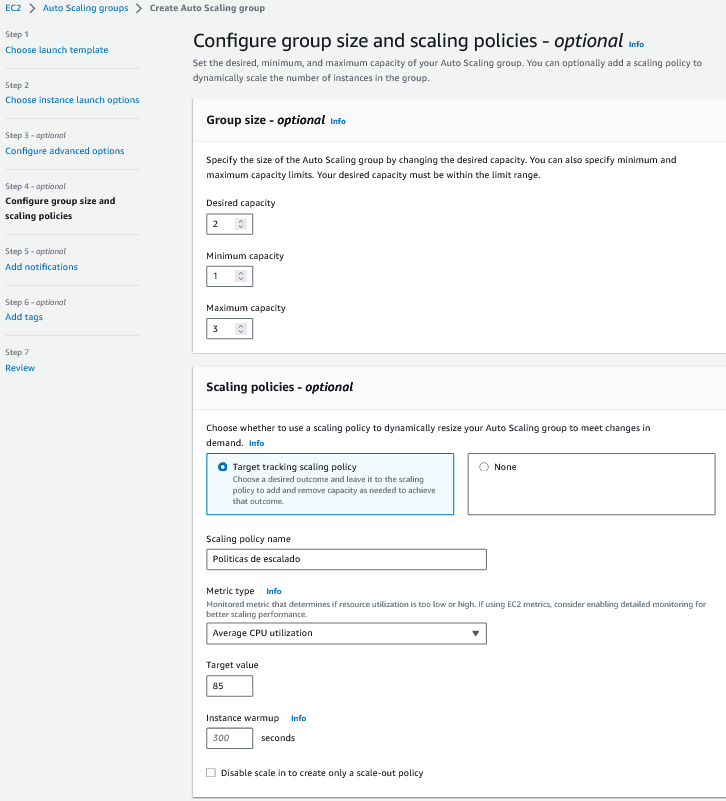 EC2 > Auto Scaling groups > Create Auto Scaling group
Step 1
Choose launch template
Step 2
Choose instance launch options
Step 3 - optional
Configure advanced options
Step 4 - optional
Configure group size and
scaling policies
Step 5 - optional
Add notifications
Step 6 - optional
Add tags
Step 7
Review
Configure group size and scaling policies - optional Info
Set the desired, minimum, and maximum capacity of your Auto Scaling group. You can optionally add a scaling policy to
dynamically scale the number of instances in the group.
Group size - optional Info
Specify the size of the Auto Scaling group by changing the desired capacity. You can also specify minimum and
maximum capacity limits. Your desired capacity must be within the limit range.
Desired capacity
2
Minimum capacity
1
Maximum capacity
3
Scaling policies - optional
Choose whether to use a scaling policy to dynamically resize your Auto Scaling group to meet changes in
demand. Info
Target tracking scaling policy
Choose a desired outcome and leave it to the scaling
policy to add and remove capacity as needed to achieve
that outcome.
None
Scaling policy name
Politicas de escalado
Metric type Info
Monitored metric that determines if resource utilization is too low or high. If using EC2 metrics, consider enabling detailed monitoring for
better scaling performance.
Average CPU utilization
Target value
85
Instance warmup Info
300 seconds
Disable scale in to create only a scale-out policy